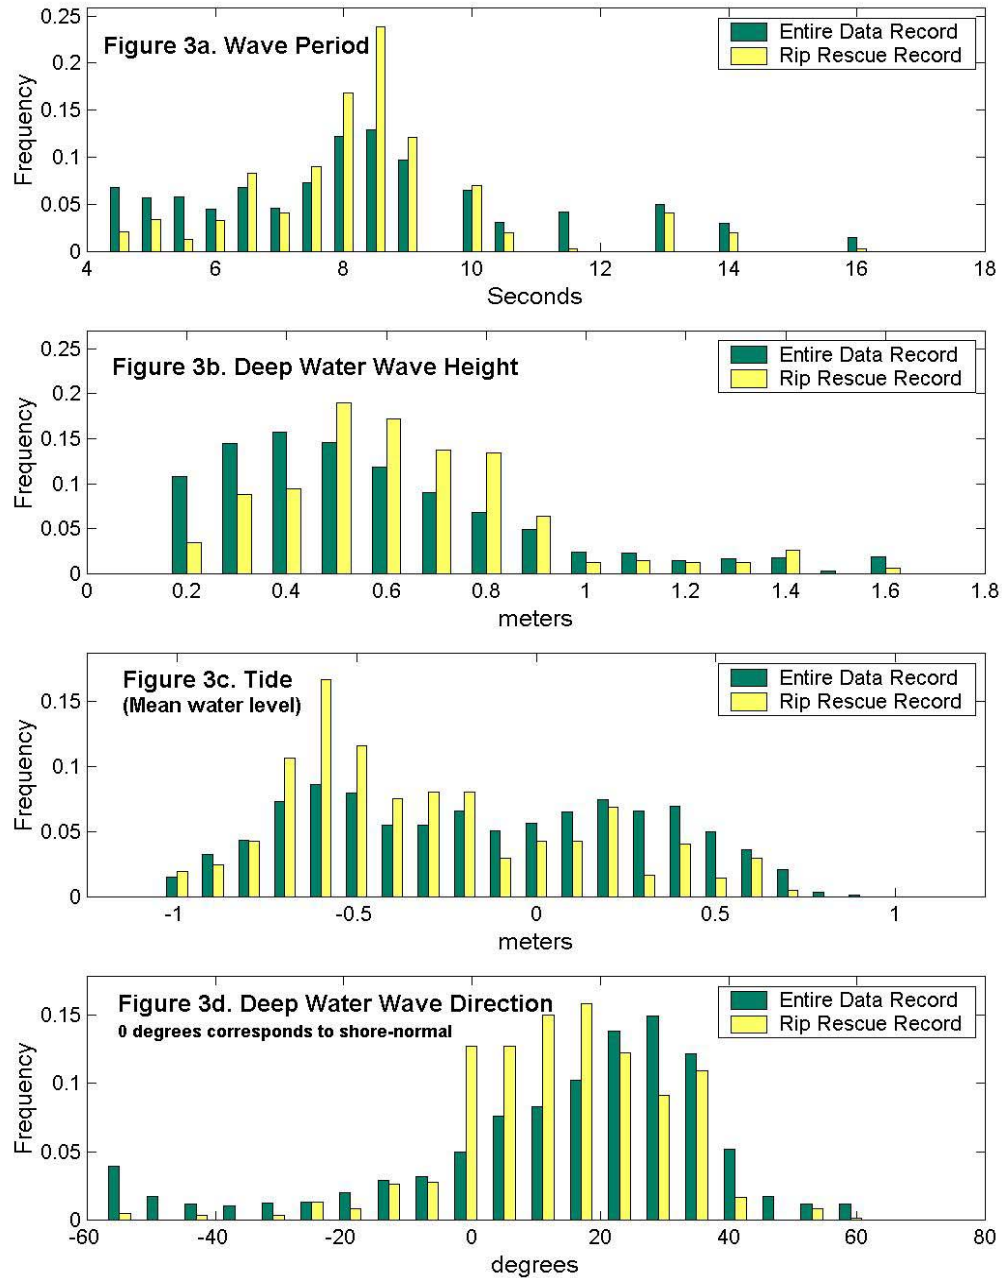 Figure 3a. Wave Period
Entire Data Record
Rip Rescue Record
Frequency
0.25
0.2
0.15
0.1
0.05
0
4 6 8 10 12 14 16 18
Seconds
Figure 3b. Deep Water Wave Height
Entire Data Record
Rip Rescue Record
Frequency
0.25
0.2
0.15
0.1
0.05
0
0 0.2 0.4 0.6 0.8 1 1.2 1.4 1.6 1.8
meters
Figure 3c. Tide
(Mean water level)
Entire Data Record
Rip Rescue Record
Frequency
0.15
0.1
0.05
0
-1 -0.5 0 0.5 1
meters
Figure 3d. Deep Water Wave Direction
0 degrees corresponds to shore-normal
Entire Data Record
Rip Rescue Record
Frequency
0.15
0.1
0.05
0
-60 -40 -20 0 20 40 60 80
degrees